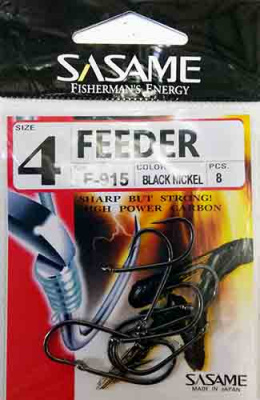 SASAME
FISHERMAN'S ENERGY
SIZE
4
FEEDER
F-915
COLOR
BLACK NICKEL
PCS.
8
SHARP BUT STRONG!
HIGH POWER CARBON
SASAME
MADE IN JAPAN